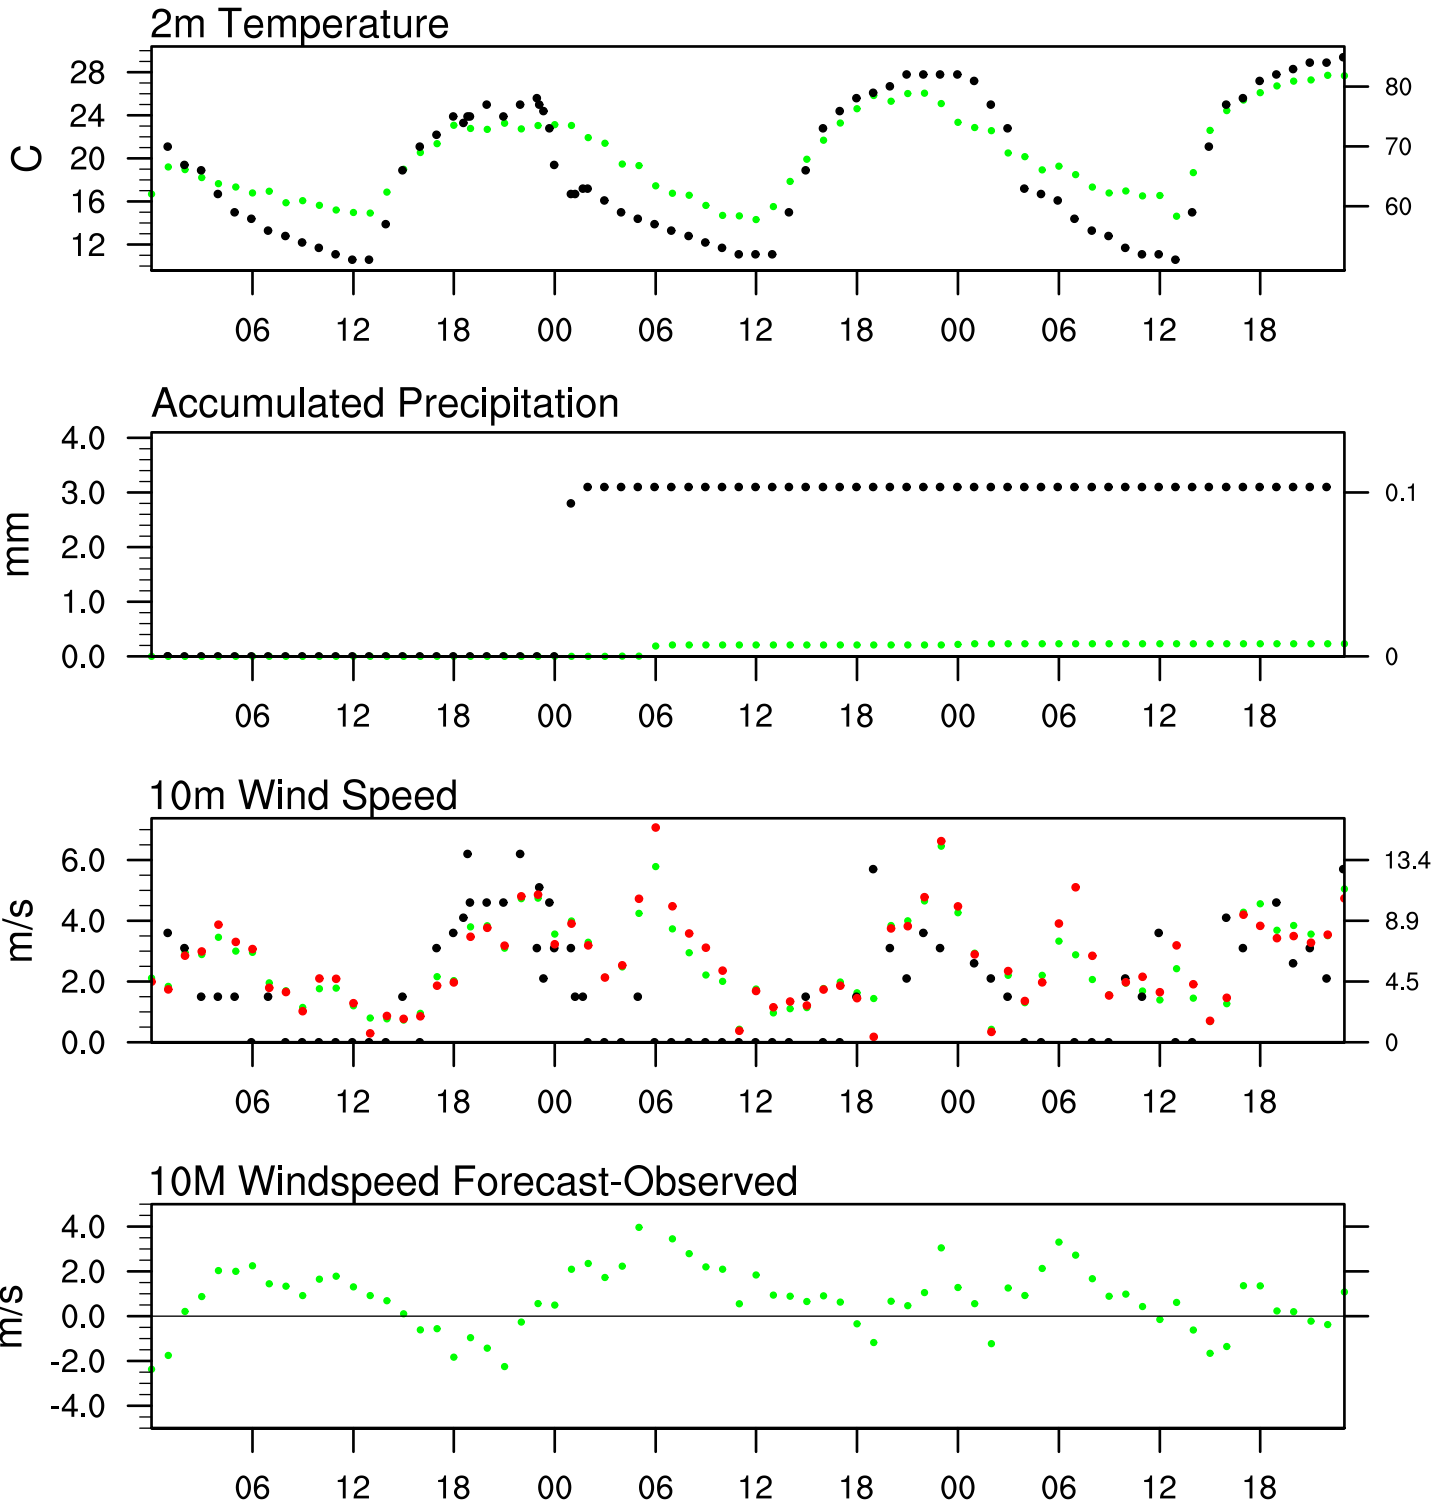 2m Temperature
28
24
20
16
12
C
80
70
60
06 12 18 00 06 12 18 00 06 12 18
Accumulated Precipitation
4.0
3.0
2.0
1.0
0.0
mm
0.1
0
06 12 18 00 06 12 18 00 06 12 18
10m Wind Speed
6.0
4.0
2.0
0.0
m/s
13.4
8.9
4.5
0
06 12 18 00 06 12 18 00 06 12 18
10M Windspeed Forecast-Observed
4.0
2.0
0.0
-2.0
-4.0
m/s
06 12 18 00 06 12 18 00 06 12 18